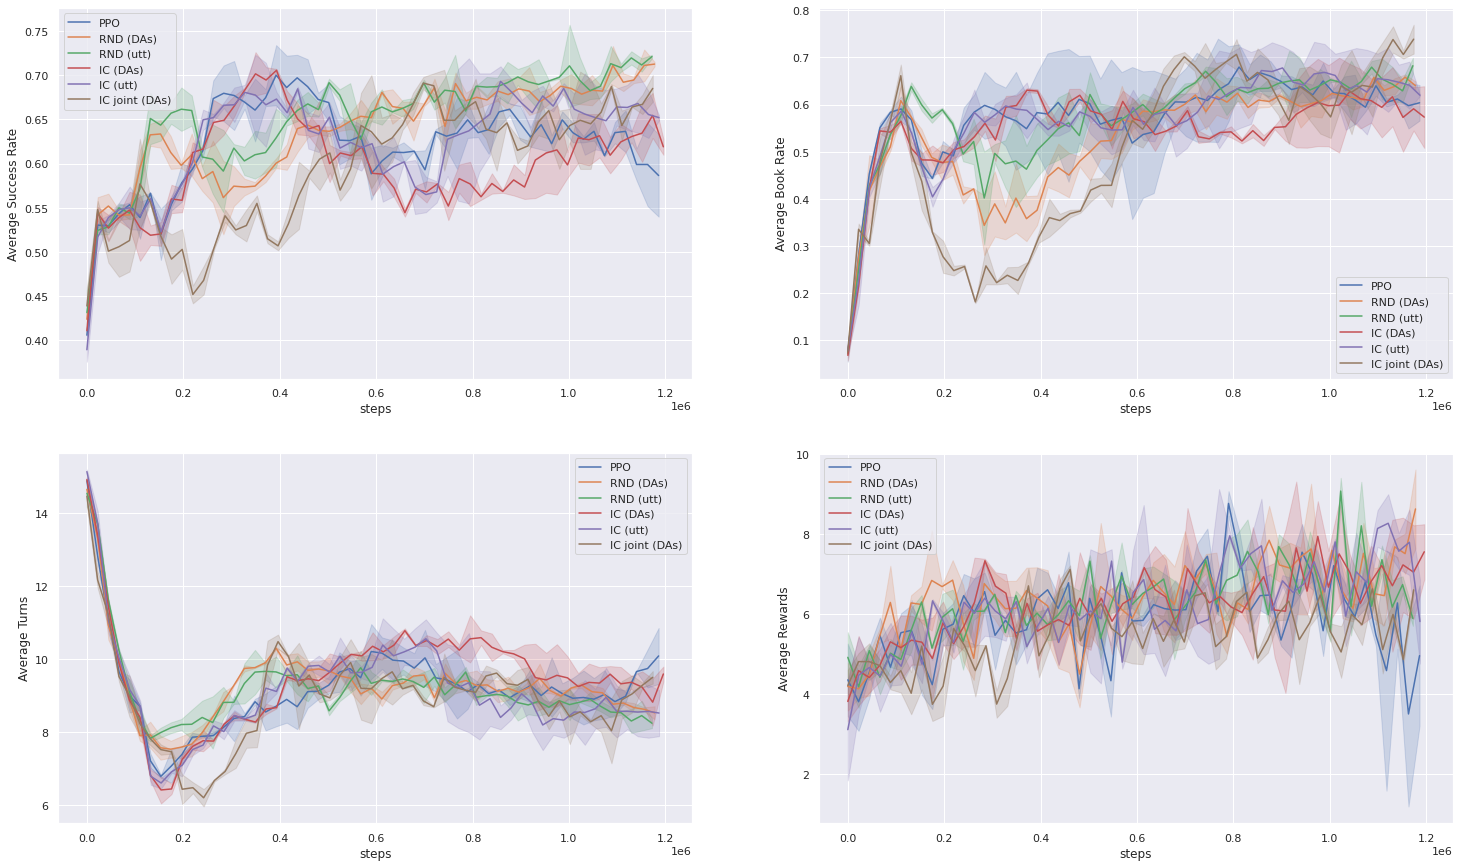 PPO
RND (DAs)
RND (utt)
IC (DAs)
IC (utt)
IC joint (DAs)
Average Success Rate
0.75
0.70
0.65
0.60
0.55
0.50
0.45
0.40
0.0
0.2
0.4
0.6
0.8
1.0
1.2
1e6
steps
Average Book Rate
0.8
0.7
0.6
0.5
0.4
0.3
0.2
0.1
PPO
RND (DAs)
RND (utt)
IC (DAs)
IC (utt)
IC joint (DAs)
0.0
0.2
0.4
0.6
0.8
1.0
1.2
1e6
steps
PPO
RND (DAs)
RND (utt)
IC (DAs)
IC (utt)
IC joint (DAs)
Average Turns
14
12
10
8
6
0.0
0.2
0.4
0.6
0.8
1.0
1.2
1e6
steps
PPO
RND (DAs)
RND (utt)
IC (DAs)
IC (utt)
IC joint (DAs)
Average Rewards
10
8
6
4
2
0.0
0.2
0.4
0.6
0.8
1.0
1.2
1e6
steps